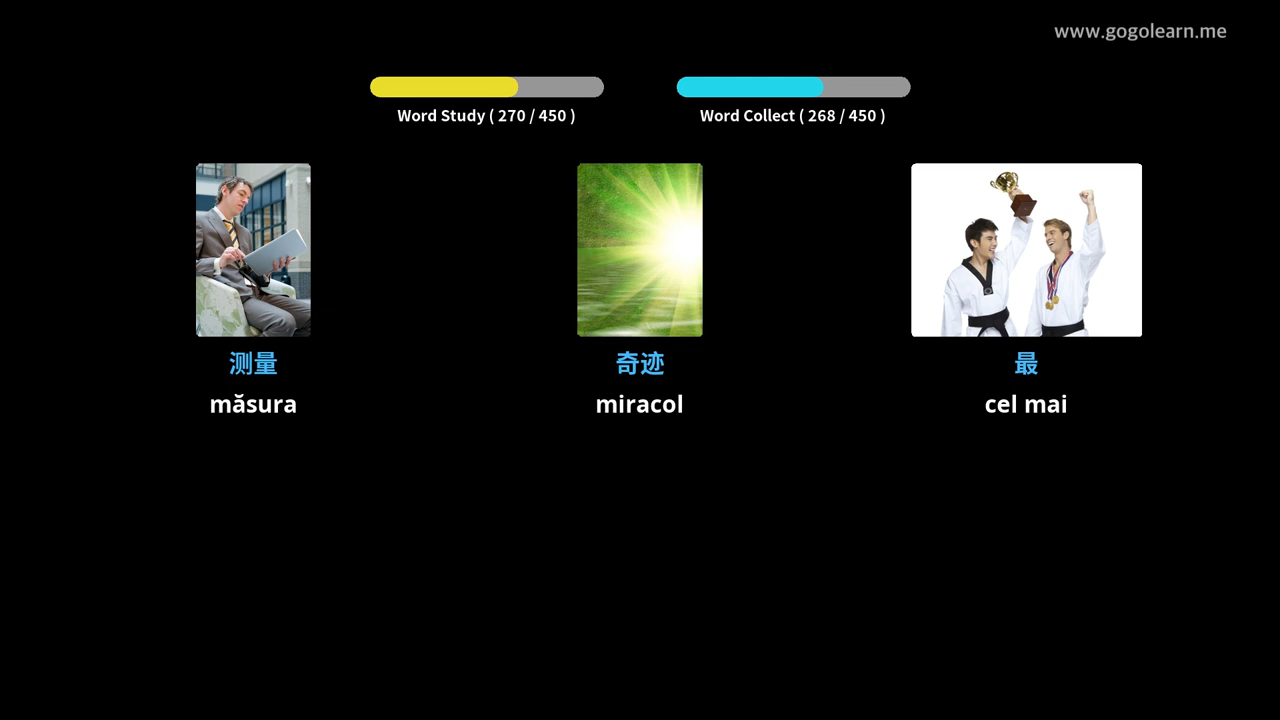 www.gogolearn.me
Word Study ( 270 / 450 )
Word Collect ( 268 / 450 )
测量
奇迹
最
măsura
miracol
cel mai